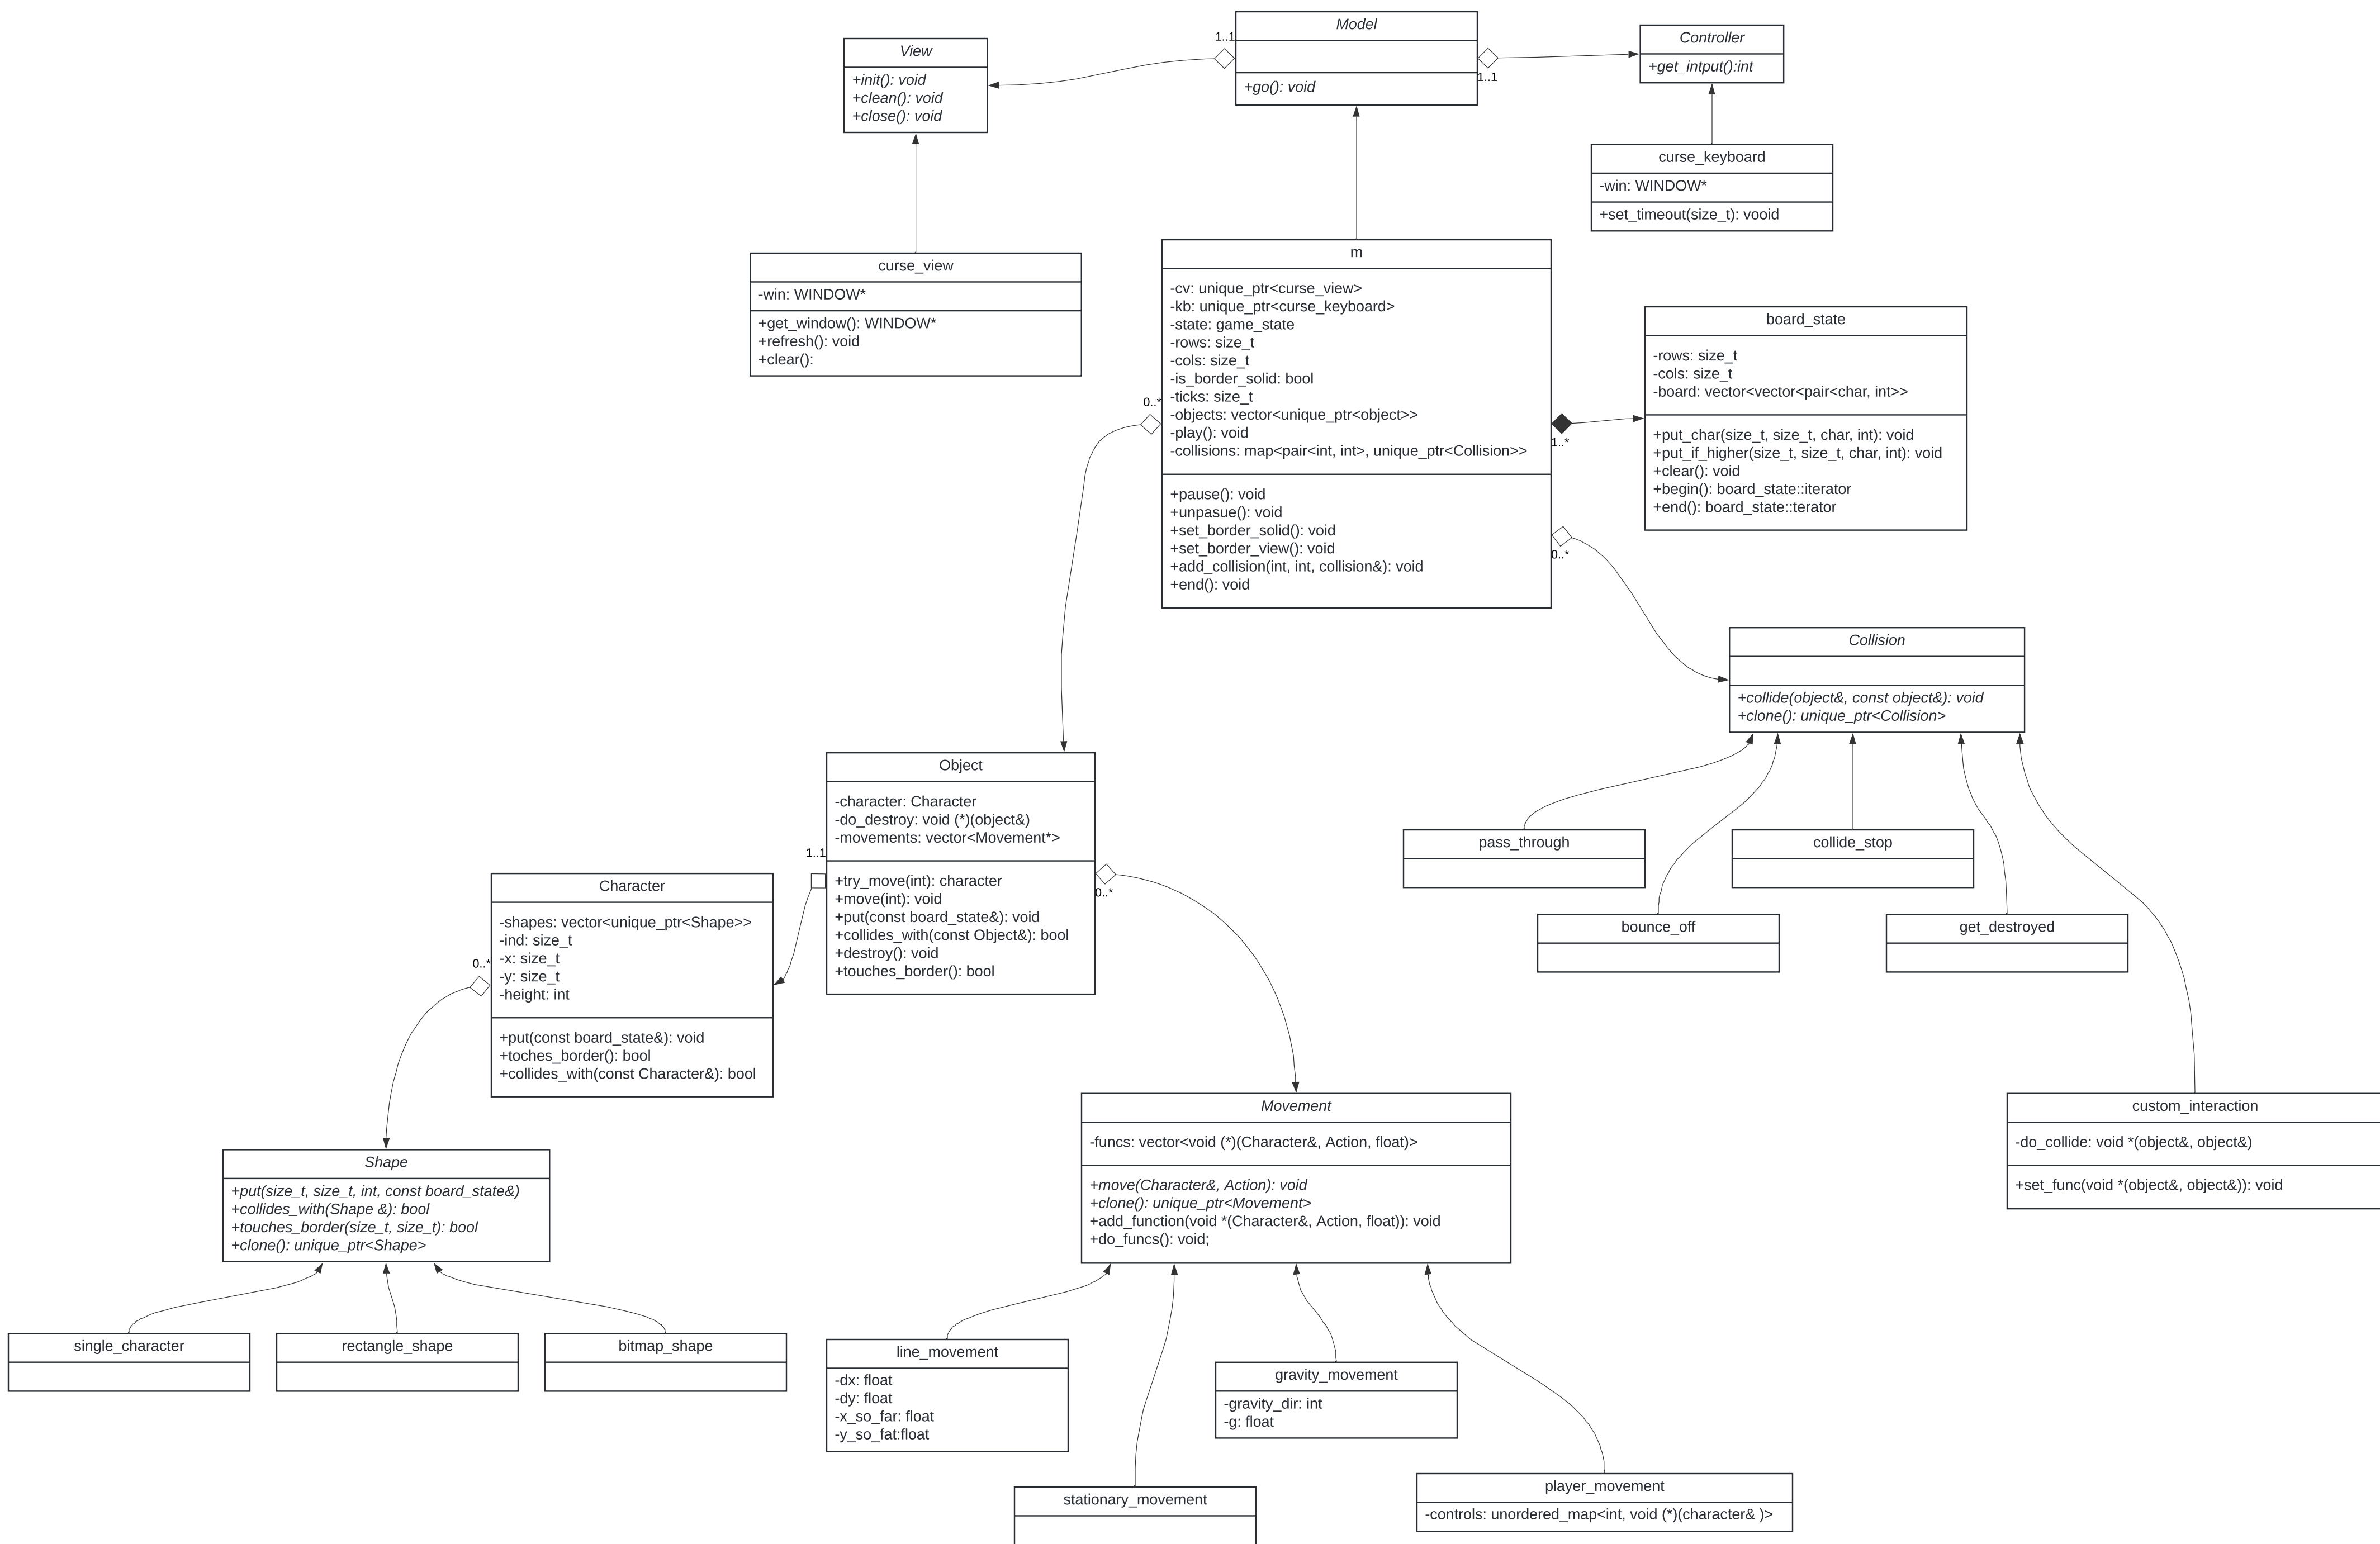 Model
+go(): void
1..1
1..1
View
+init(): void
+clean(): void
+close(): void
Controller
+get_intput():int
curse_keyboard
-win: WINDOW*
+set_timeout(size_t): vooid
curse_view
-win: WINDOW*
+get_window(): WINDOW*
+refresh(): void
+clear():
m
-cv: unique_ptr<curse_view>
-kb: unique_ptr<curse_keyboard>
-state: game_state
-rows: size_t
-cols: size_t
-is_border_solid: bool
-ticks: size_t
-objects: vector<unique_ptr<object>>
-play(): void
-collisions: map<pair<int, int>, unique_ptr<Collision>>
+pause(): void
+unpasue(): void
+set_border_solid(): void
+set_border_view(): void
+add_collision(int, int, collision&): void
+end(): void
0..*
1..*
0..*
board_state
-rows: size_t
-cols: size_t
-board: vector<vector<pair<char, int>>
+put_char(size_t, size_t, char, int): void
+put_if_higher(size_t, size_t, char, int): void
+clear(): void
+begin(): board_state::iterator
+end(): board_state::terator
Collision
+collide(object&, const object&): void
+clone(): unique_ptr<Collision>
pass_through
collide_stop
bounce_off
get_destroyed
custom_interaction
-do_collide: void *(object&, object&)
+set_func(void *(object&, object&)): void
Object
-character: Character
-do_destroy: void (*)(object&)
-movements: vector<Movement*>
+try_move(int): character
+move(int): void
+put(const board_state&): void
+collides_with(const Object&): bool
+destroy(): void
+touches_border(): bool
1..1
0..*
Character
-shapes: vector<unique_ptr<Shape>>
-ind: size_t
-x: size_t
-y: size_t
-height: int
+put(const board_state&): void
+toches_border(): bool
+collides_with(const Character&): bool
0..*
Shape
+put(size_t, size_t, int, const board_state&)
+collides_with(Shape &): bool
+touches_border(size_t, size_t): bool
+clone(): unique_ptr<Shape>
single_character
rectangle_shape
bitmap_shape
Movement
-funcs: vector<void (*)(Character&, Action, float)>
+move(Character&, Action): void
+clone(): unique_ptr<Movement>
+add_function(void *(Character&, Action, float)): void
+do_funcs(): void;
line_movement
-dx: float
-dy: float
-x_so_far: float
-y_so_fat:float
gravity_movement
-gravity_dir: int
-g: float
stationary_movement
player_movement
-controls: unordered_map<int, void (*)(character& )>